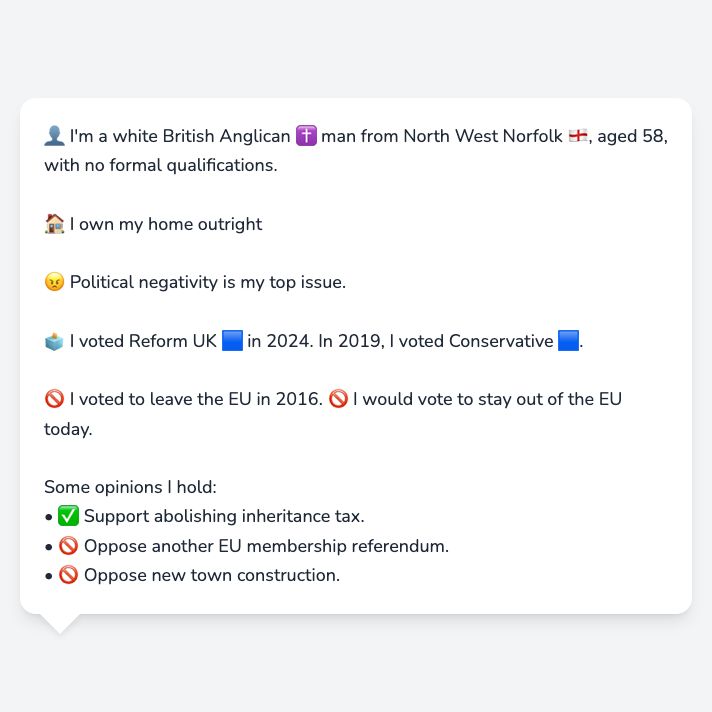 👤 I'm a white British Anglican ✝️ man from North West Norfolk 🏴󠁧󠁢󠁥󠁮󠁧󠁿, aged 58,
with no formal qualifications.
🏠 I own my home outright
😠 Political negativity is my top issue.
🗳️ I voted Reform UK 🟦 in 2024. In 2019, I voted Conservative 🟦.
🚫 I voted to leave the EU in 2016. 🚫 I would vote to stay out of the EU
today.
Some opinions I hold:
• ✅ Support abolishing inheritance tax.
• 🚫 Oppose another EU membership referendum.
• 🚫 Oppose new town construction.